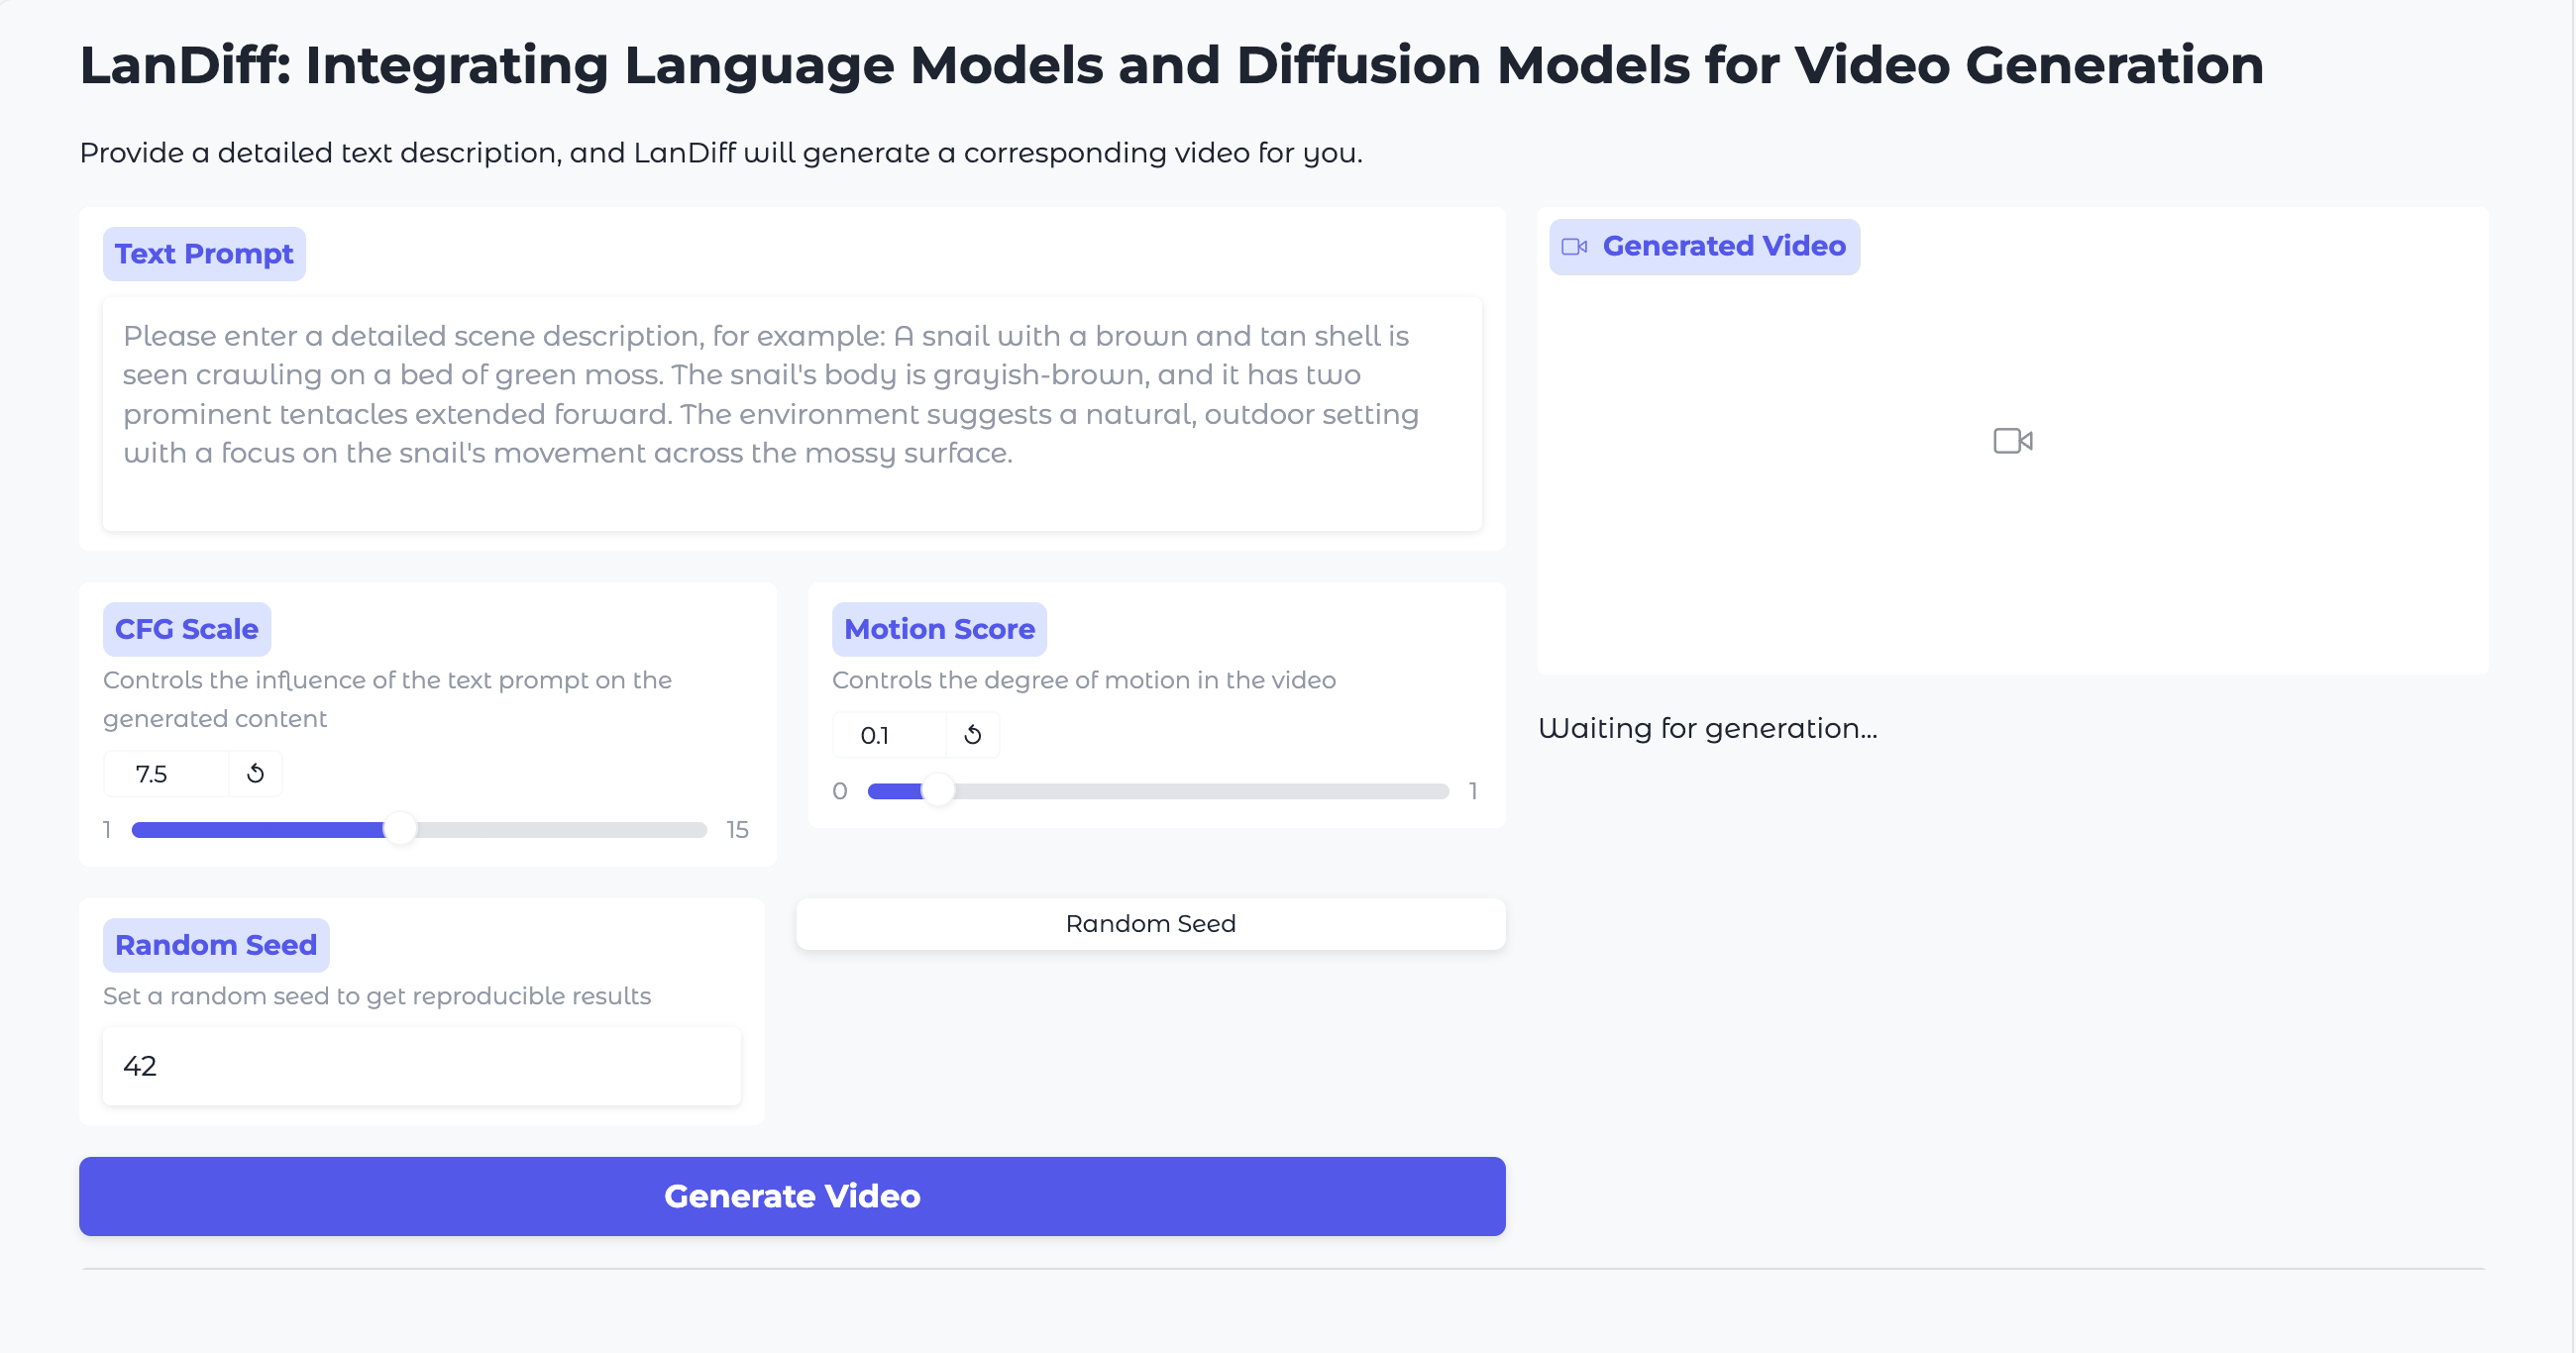 LanDiff: Integrating Language Models and Diffusion Models for Video Generation
Provide a detailed text description, and LanDiff will generate a corresponding video for you.
Text Prompt
Please enter a detailed scene description, for example: A snail with a brown and tan shell is
seen crawling on a bed of green moss. The snail's body is grayish-brown, and it has two
prominent tentacles extended forward. The environment suggests a natural, outdoor setting
with a focus on the snail's movement across the mossy surface.
CFG Scale
Controls the influence of the text prompt on the
generated content
7.5
1
15
Motion Score
Controls the degree of motion in the video
0.1
0
1
Random Seed
Set a random seed to get reproducible results
42
Random Seed
Generate Video
Generated Video
Waiting for generation...